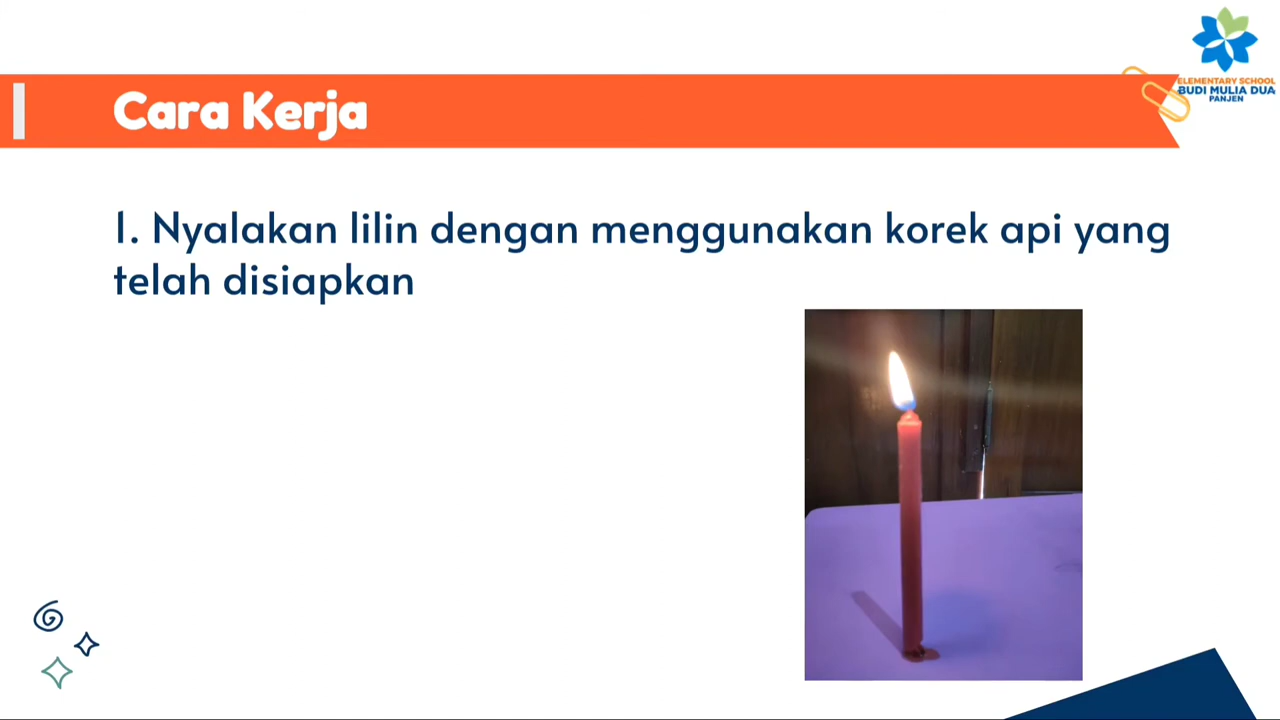 ELEMENTARY SCHOOL
BUDI MULIA DUA
PANJEN
Cara Kerja
1. Nyalakan lilin dengan menggunakan korek api yang
telah disiapkan